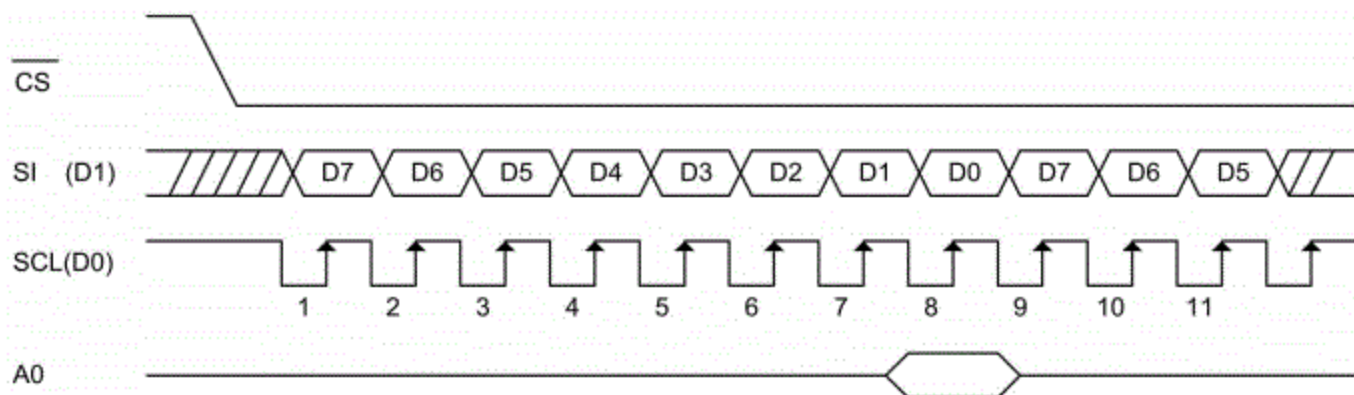 CS
SI (D1) D7 D6 D5 D4 D3 D2 D1 D0 D7 D6 D5
SCL(D0)
1 2 3 4 5 6 7 8 9 10 11
A0